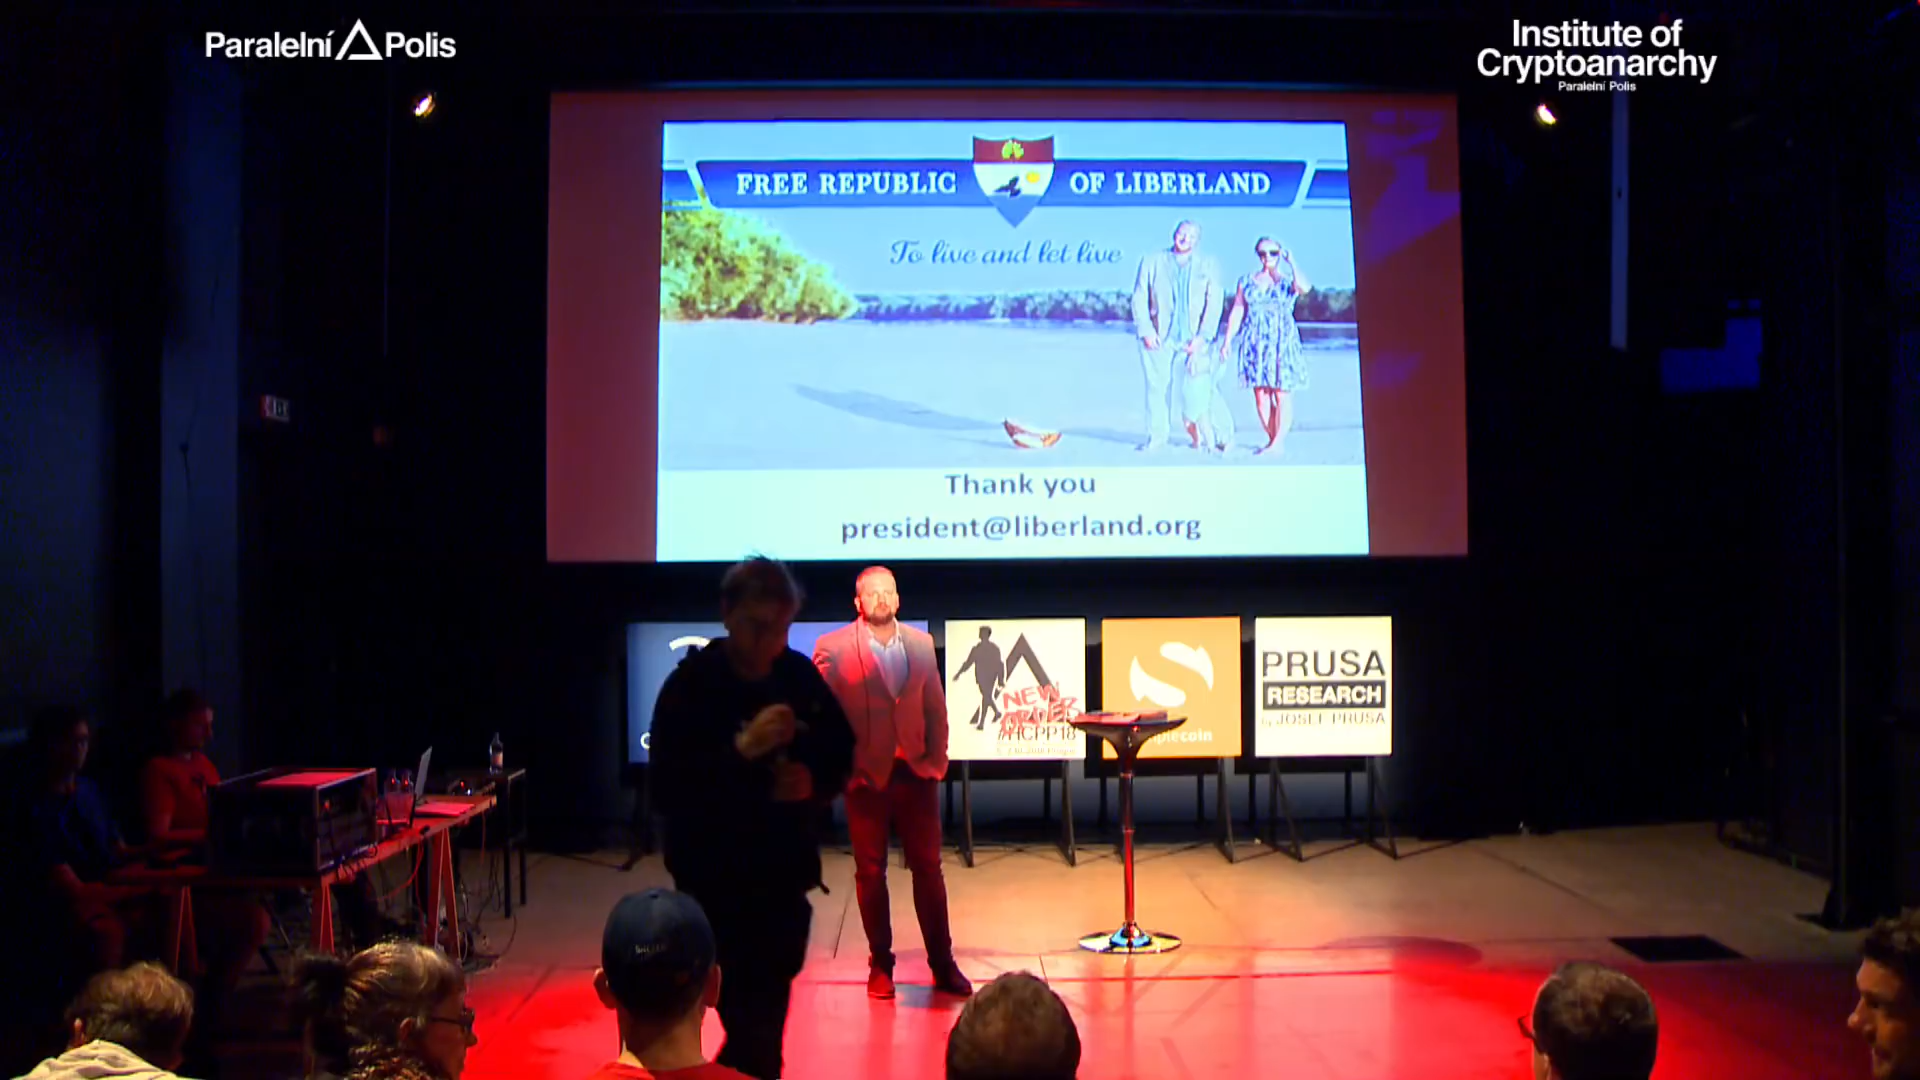 Paralelní Polis
Institute of
Cryptoanarchy
Paralelní Polis
FREE REPUBLIC OF LIBERLAND
To live and let live
Thank you
president@liberland.org
NEW
ORDER
#HCPP18
PRUSA
RESEARCH
by JOSEF PRUSA